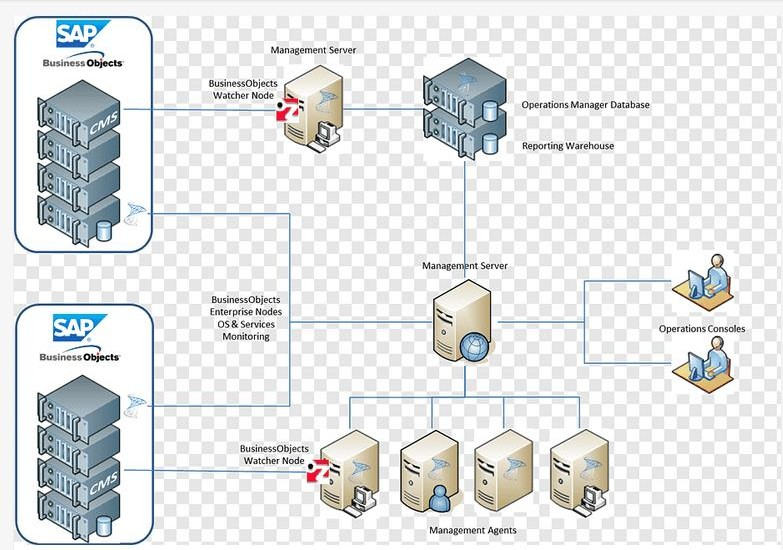 SAP
BusinessObjects
CMS
Management Server
BusinessObjects
Watcher Node
Operations Manager Database
Reporting Warehouse
Management Server
BusinessObjects
Enterprise Nodes
OS & Services
Monitoring
Operations Consoles
SAP
BusinessObjects
CMS
BusinessObjects
Watcher Node
Management Agents